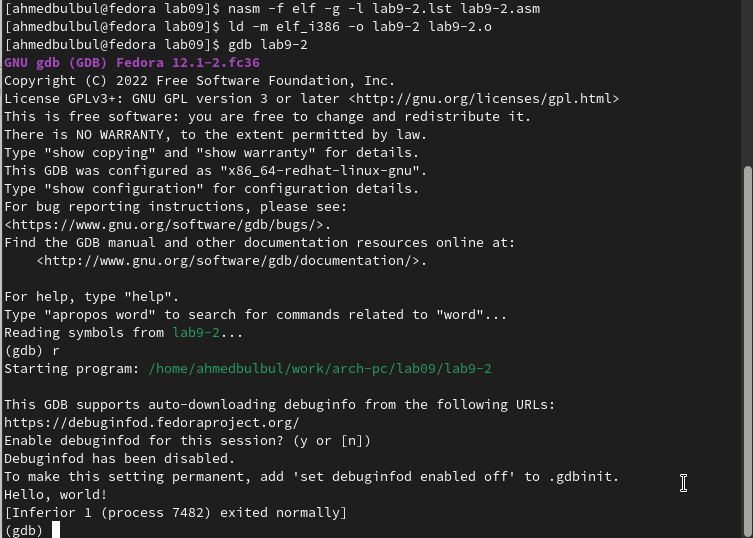 [ahmedbulbul@fedora lab09]$ nasm -f elf -g -l lab9-2.lst lab9-2.asm
[ahmedbulbul@fedora lab09]$ ld -m elf_i386 -o lab9-2 lab9-2.o
[ahmedbulbul@fedora lab09]$ gdb lab9-2
GNU gdb (GDB) Fedora 12.1-2.fc36
Copyright (C) 2022 Free Software Foundation, Inc.
License GPLv3+: GNU GPL version 3 or later <http://gnu.org/licenses/gpl.html>
This is free software: you are free to change and redistribute it.
There is NO WARRANTY, to the extent permitted by law.
Type "show copying" and "show warranty" for details.
This GDB was configured as "x86_64-redhat-linux-gnu".
Type "show configuration" for configuration details.
For bug reporting instructions, please see:
<https://www.gnu.org/software/gdb/bugs/>.
Find the GDB manual and other documentation resources online at:
    <http://www.gnu.org/software/gdb/documentation/>.

For help, type "help".
Type "apropos word" to search for commands related to "word"...
Reading symbols from lab9-2...
(gdb) r
Starting program: /home/ahmedbulbul/work/arch-pc/lab09/lab9-2

This GDB supports auto-downloading debuginfo from the following URLs:
https://debuginfod.fedoraproject.org/
Enable debuginfod for this session? (y or [n])
Debuginfod has been disabled.
To make this setting permanent, add 'set debuginfod enabled off' to .gdbinit.
Hello, world!
[Inferior 1 (process 7482) exited normally]
(gdb)